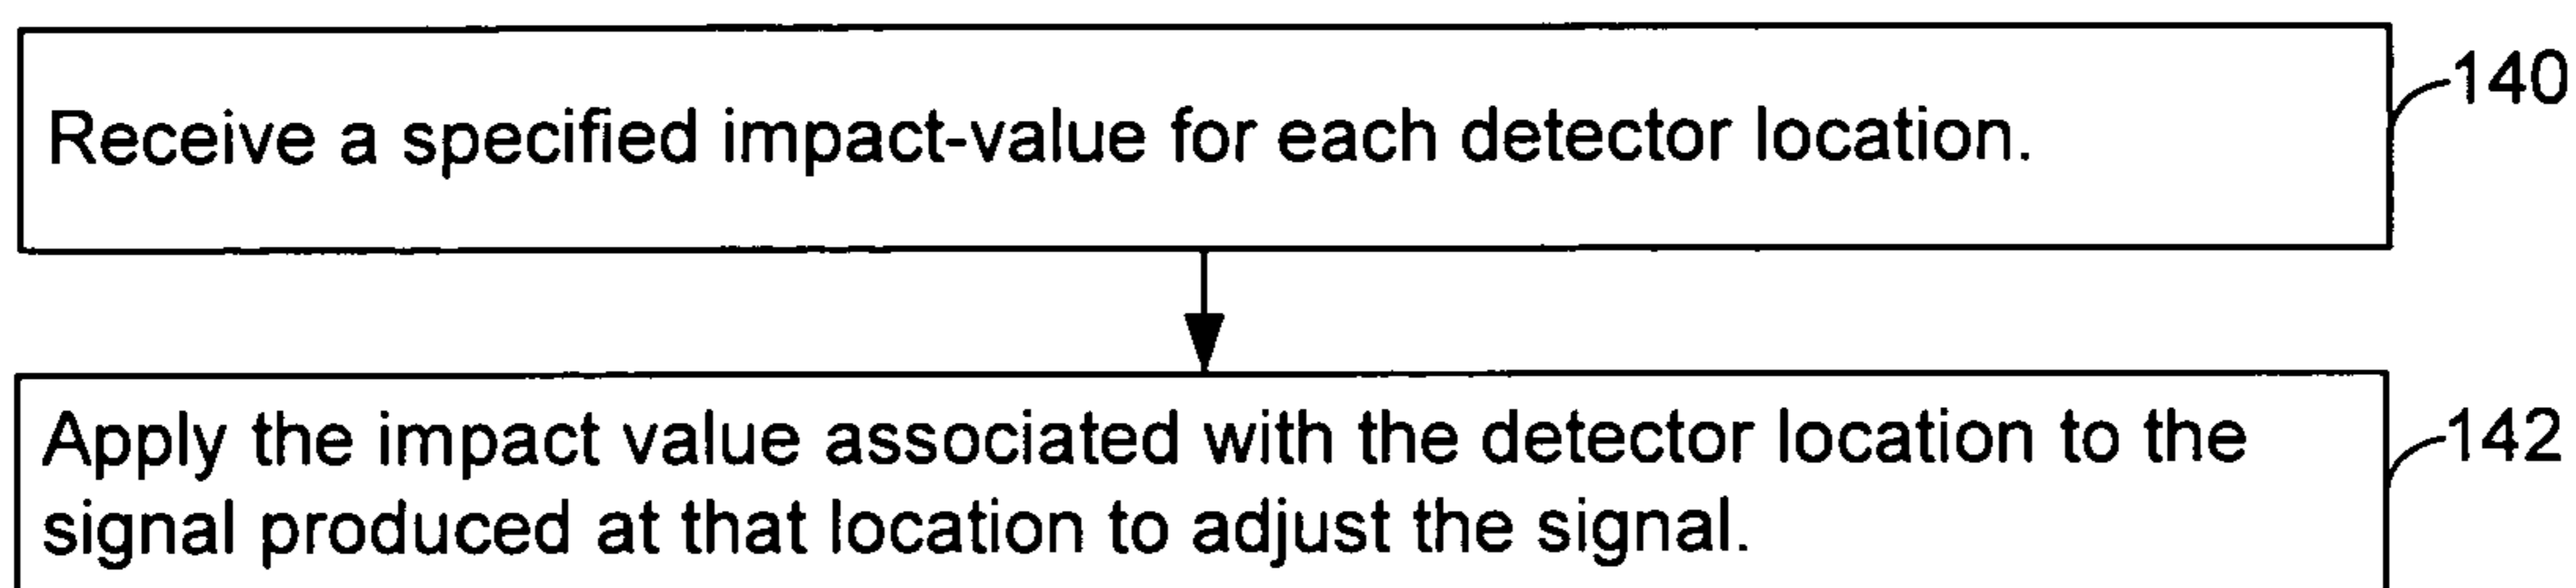 140
Receive a specified impact-value for each detector location.
142
Apply the impact value associated with the detector location to the
signal produced at that location to adjust the signal.